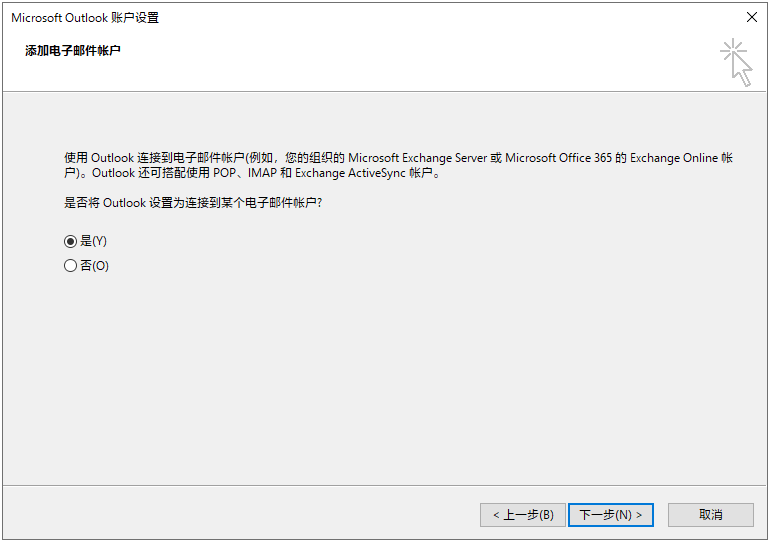 Microsoft Outlook 账户设置
添加电子邮件帐户
使用 Outlook 连接到电子邮件帐户(例如，您的组织的 Microsoft Exchange Server 或 Microsoft Office 365 的 Exchange Online 帐
户)。Outlook 还可搭配使用 POP、IMAP 和 Exchange ActiveSync 帐户。
是否将 Outlook 设置为连接到某个电子邮件帐户?
是(Y)
否(O)
< 上一步(B) 下一步(N) > 取消